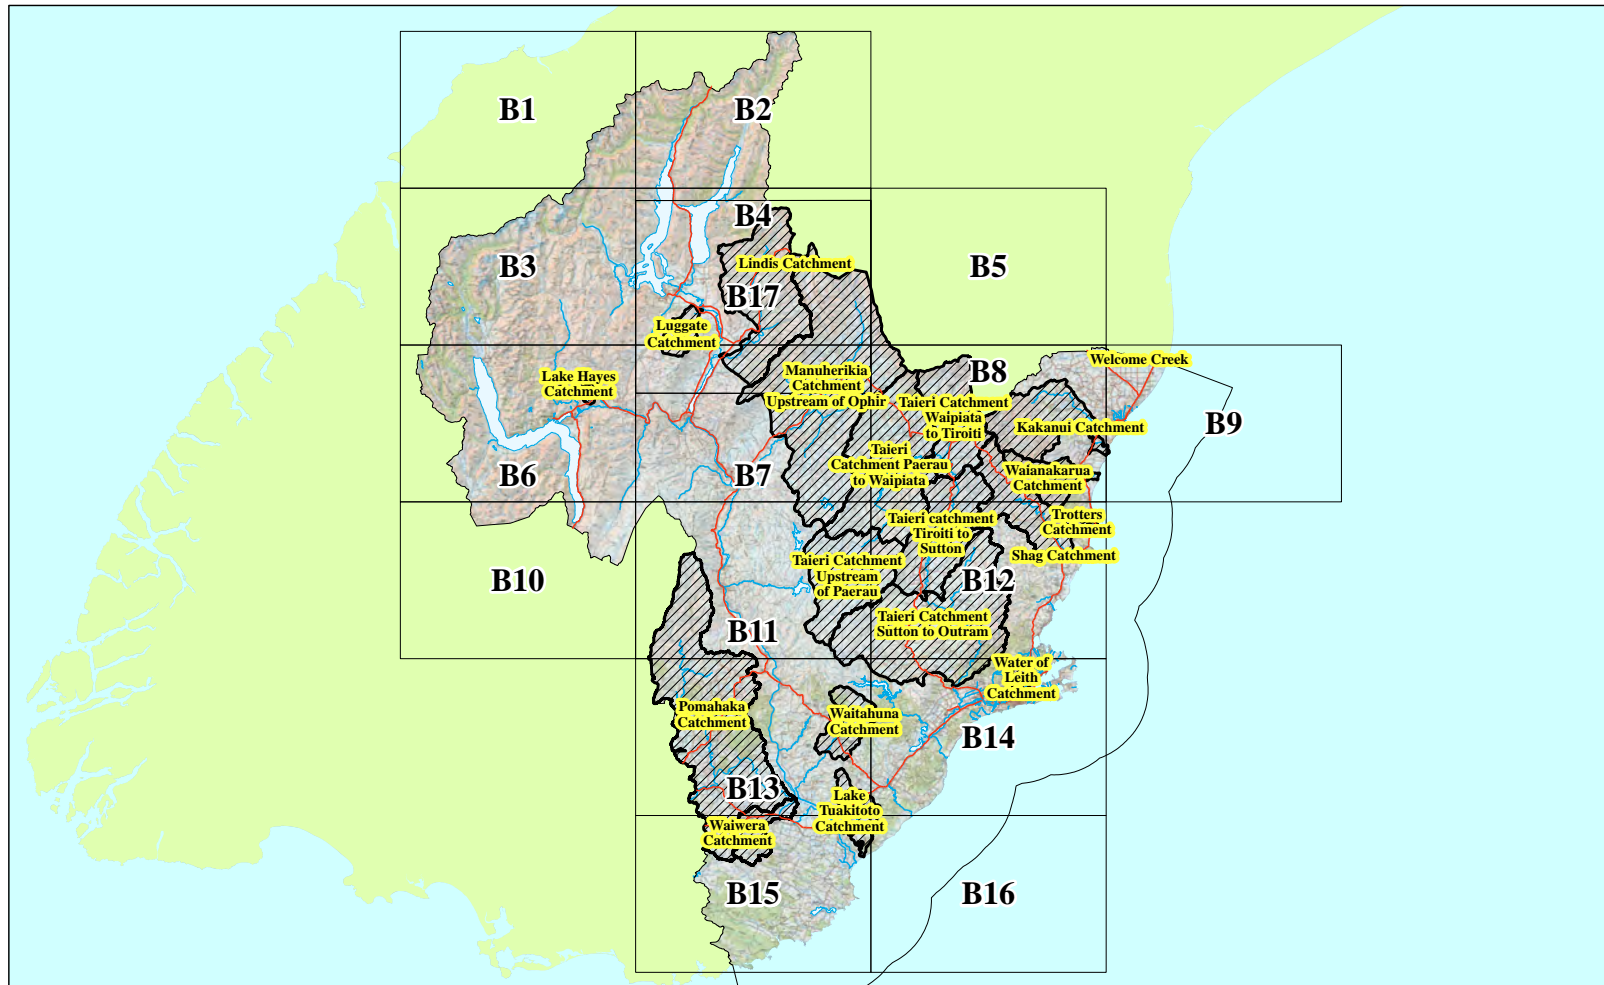 B1
B2
B4
B3
B5
Lindis Catchment
B17
Luggate
Catchment
Welcome Creek
Lake Hayes
Catchment
Manuherikia
Catchment
Upstream of Ophir
B8
Taieri Catchment
Waipiata
to Tiroiti
Kakanui Catchment
B9
Taieri
Catchment Paerau
to Waipiata
Waianakarua
Catchment
B6
B7
Trotters
Catchment
Taieri catchment
Tiroiti to
Sutton
Shag Catchment
Taieri Catchment
Upstream
of Paerau
B10
B12
Taieri Catchment
Sutton to Outram
B11
Water of
Leith
Catchment
Pomahaka
Catchment
Waitahuna
Catchment
B14
B13
Lake
Tuakitoto
Catchment
Waiwera
Catchment
B15
B16